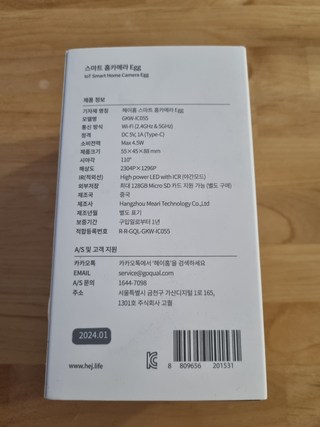 스마트 홈카메라 Egg
IoT Smart Home Camera Egg
제품 정보
기자재 명칭 헤이홈 스마트 홈카메라 Egg
모델명 GKW-IC055
통신 방식 Wi-Fi (2.4GHz & 5GHz)
정격 DC 5V, 1A (Type-C)
소비전력 Max 4.5W
제품크기 55×45×88 mm
시야각 110°
해상도 2304P×1296P
IR(적외선) High power LED with ICR (야간모드)
외부저장 최대 128GB Micro SD 카드 지원 가능 (별도 구매)
제조국 중국
제조사 Hangzhou Meari Technology Co.,Ltd
제조년월 별도 표기
보증기간 구입일로부터 1년
적합등록번호 R-R-GQL-GKW-IC055
A/S 및 고객 지원
카카오톡 카카오톡에서 "헤이홈"을 검색하세요
EMAIL service@goqual.com
A/S 문의 1644-7098
주소 서울특별시 금천구 가산디지털 1로 165,
1301호 주식회사 고퀄
2024.01
www.hej.life
8 809656 201531